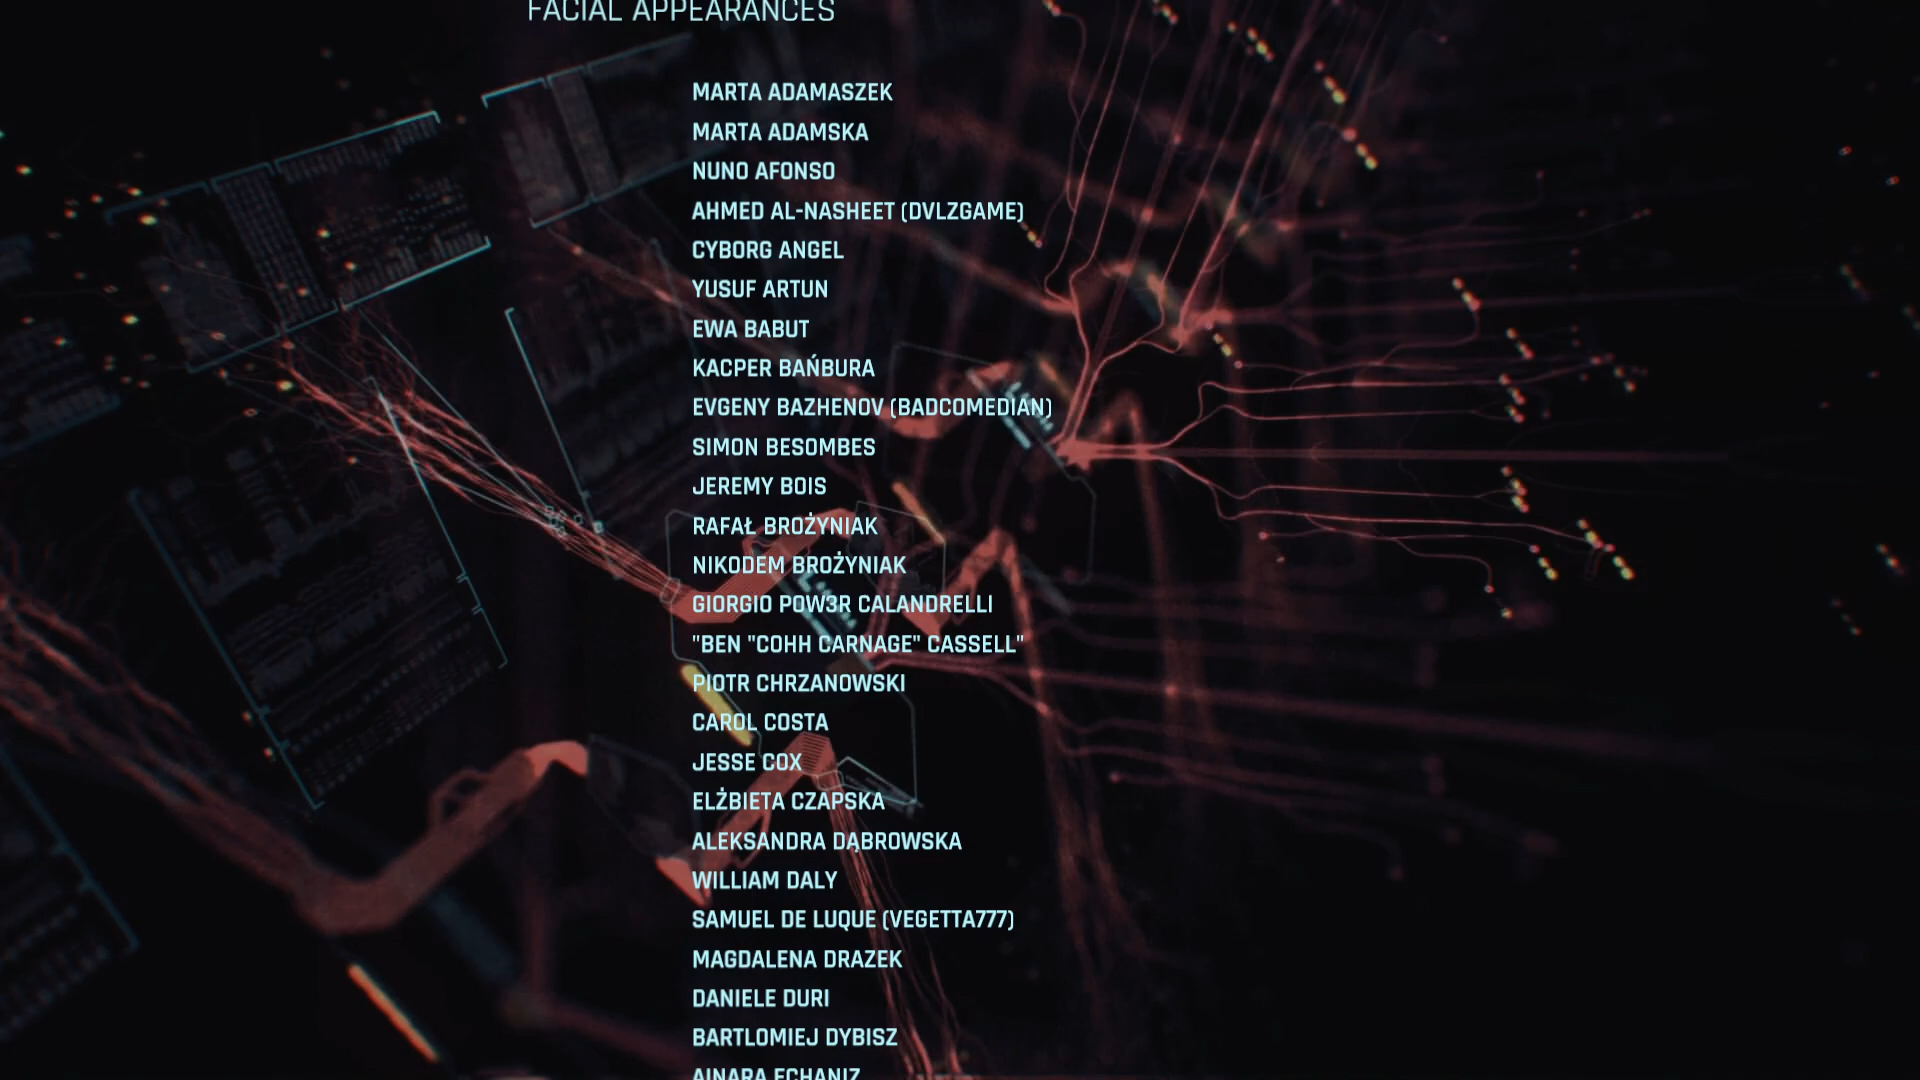 FACIAL APPEARANCES
MARTA ADAMASZEK
MARTA ADAMSKA
NUNO AFONSO
AHMED AL-NASHEET (DVLZGAME)
CYBORG ANGEL
YUSUF ARTUN
EWA BABUT
KACPER BAŃBURA
EVGENY BAZHENOV (BADCOMEDIAN)
SIMON BESOMBES
JEREMY BOIS
RAFAŁ BROŻYNIAK
NIKODEM BROŻYNIAK
GIORGIO POW3R CALANDRELLI
"BEN "COHH CARNAGE" CASSELL"
PIOTR CHRZANOWSKI
CAROL COSTA
JESSE COX
ELŻBIETA CZAPSKA
ALEKSANDRA DĄBROWSKA
WILLIAM DALY
SAMUEL DE LUQUE (VEGETTA777)
MAGDALENA DRAZEK
DANIELE DURI
BARTLOMIEJ DYBISZ
AINARA ECHANIZ